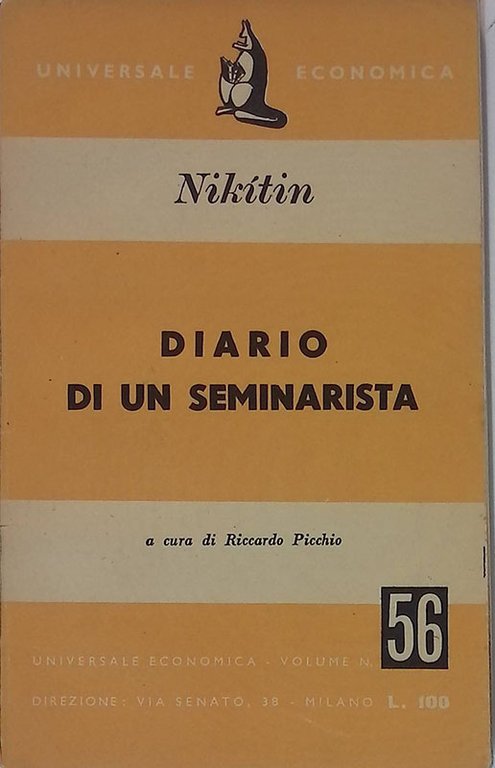 UNIVERSALE ECONOMICA
Nikítin
DIARIO
DI UN SEMINARISTA
a cura di Riccardo Picchio
56
UNIVERSALE ECONOMICA - VOLUME N.
DIREZIONE: VIA SENATO, 38 - MILANO L. 100